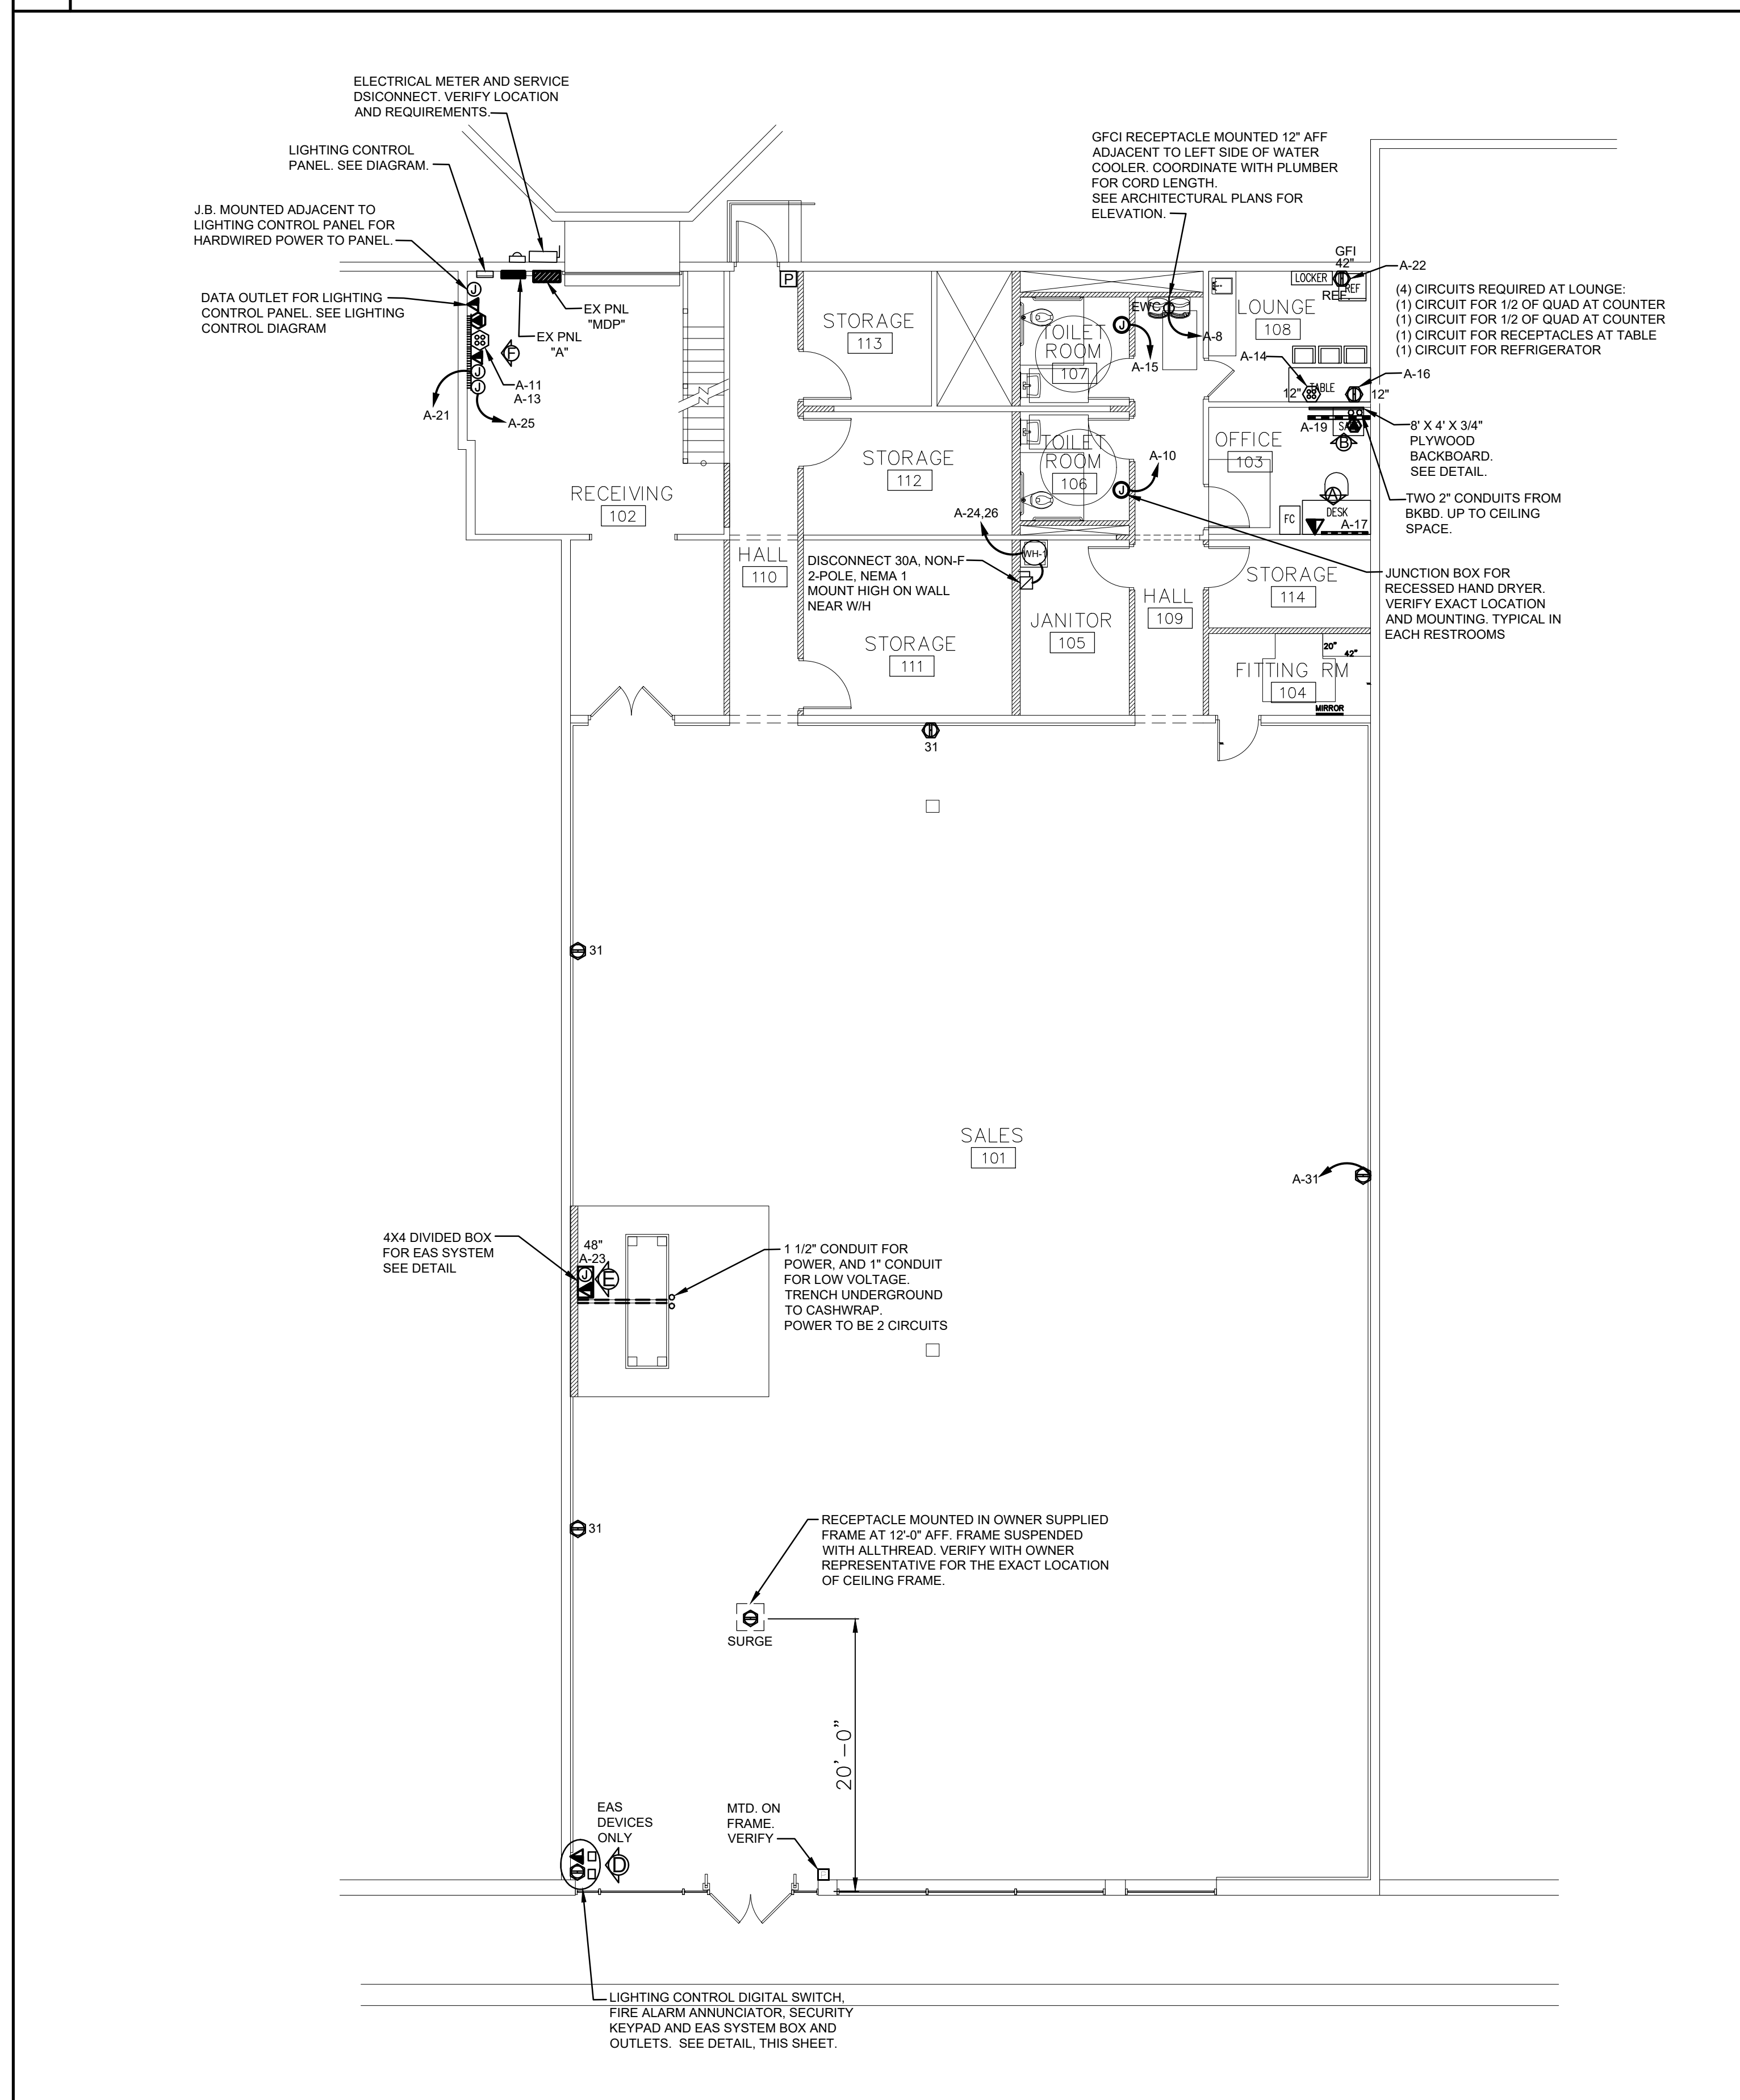 ELECTRICAL METER AND SERVICE
DSICONNECT. VERIFY LOCATION
AND REQUIREMENTS.
LIGHTING CONTROL
PANEL. SEE DIAGRAM.
J.B. MOUNTED ADJACENT TO
LIGHTING CONTROL PANEL FOR
HARDWIRED POWER TO PANEL.
DATA OUTLET FOR LIGHTING
CONTROL PANEL. SEE LIGHTING
CONTROL DIAGRAM
GFCI RECEPTACLE MOUNTED 12" AFF
ADJACENT TO LEFT SIDE OF WATER
COOLER. COORDINATE WITH PLUMBER
FOR CORD LENGTH.
SEE ARCHITECTURAL PLANS FOR
ELEVATION.
J
F
J
J
EX PNL
"MDP"
EX PNL
"A"
A-11
A-13
A-21
A-25
P
STORAGE
113
EWC
TOILET
ROOM
107
J
A-15
A-8
GFI
42"
LOCKER
REF
REF.
A-22
LOUNGE
108
(4) CIRCUITS REQUIRED AT LOUNGE:
(1) CIRCUIT FOR 1/2 OF QUAD AT COUNTER
(1) CIRCUIT FOR 1/2 OF QUAD AT COUNTER
(1) CIRCUIT FOR RECEPTACLES AT TABLE
(1) CIRCUIT FOR REFRIGERATOR
A-14
TABLE
12"
A-16
12"
A-19
B
OFFICE
103
A
DESK
FC
A-17
8' X 4' X 3/4"
PLYWOOD
BACKBOARD.
SEE DETAIL.
TWO 2" CONDUITS FROM
BKBD. UP TO CEILING
SPACE.
STORAGE
112
TOILET
ROOM
106
J
A-10
RECEIVING
102
A-24,26
WH-1
HALL
110
DISCONNECT 30A, NON-F
2-POLE, NEMA 1
MOUNT HIGH ON WALL
NEAR W/H
STORAGE
111
JANITOR
105
HALL
109
STORAGE
114
JUNCTION BOX FOR
RECESSED HAND DRYER.
VERIFY EXACT LOCATION
AND MOUNTING. TYPICAL IN
EACH RESTROOMS
20"
42"
FITTING RM
104
MIRROR
31
31
SALES
101
A-31
4X4 DIVIDED BOX
FOR EAS SYSTEM
SEE DETAIL
48"
A-23
J
E
1 1/2" CONDUIT FOR
POWER, AND 1" CONDUIT
FOR LOW VOLTAGE.
TRENCH UNDERGROUND
TO CASHWRAP.
POWER TO BE 2 CIRCUITS
31
RECEPTACLE MOUNTED IN OWNER SUPPLIED
FRAME AT 12'-0" AFF. FRAME SUSPENDED
WITH ALLTHREAD. VERIFY WITH OWNER
REPRESENTATIVE FOR THE EXACT LOCATION
OF CEILING FRAME.
SURGE
20'-0"
EAS
DEVICES
ONLY
D
MTD. ON
FRAME.
VERIFY
LIGHTING CONTROL DIGITAL SWITCH,
FIRE ALARM ANNUNCIATOR, SECURITY
KEYPAD AND EAS SYSTEM BOX AND
OUTLETS. SEE DETAIL, THIS SHEET.